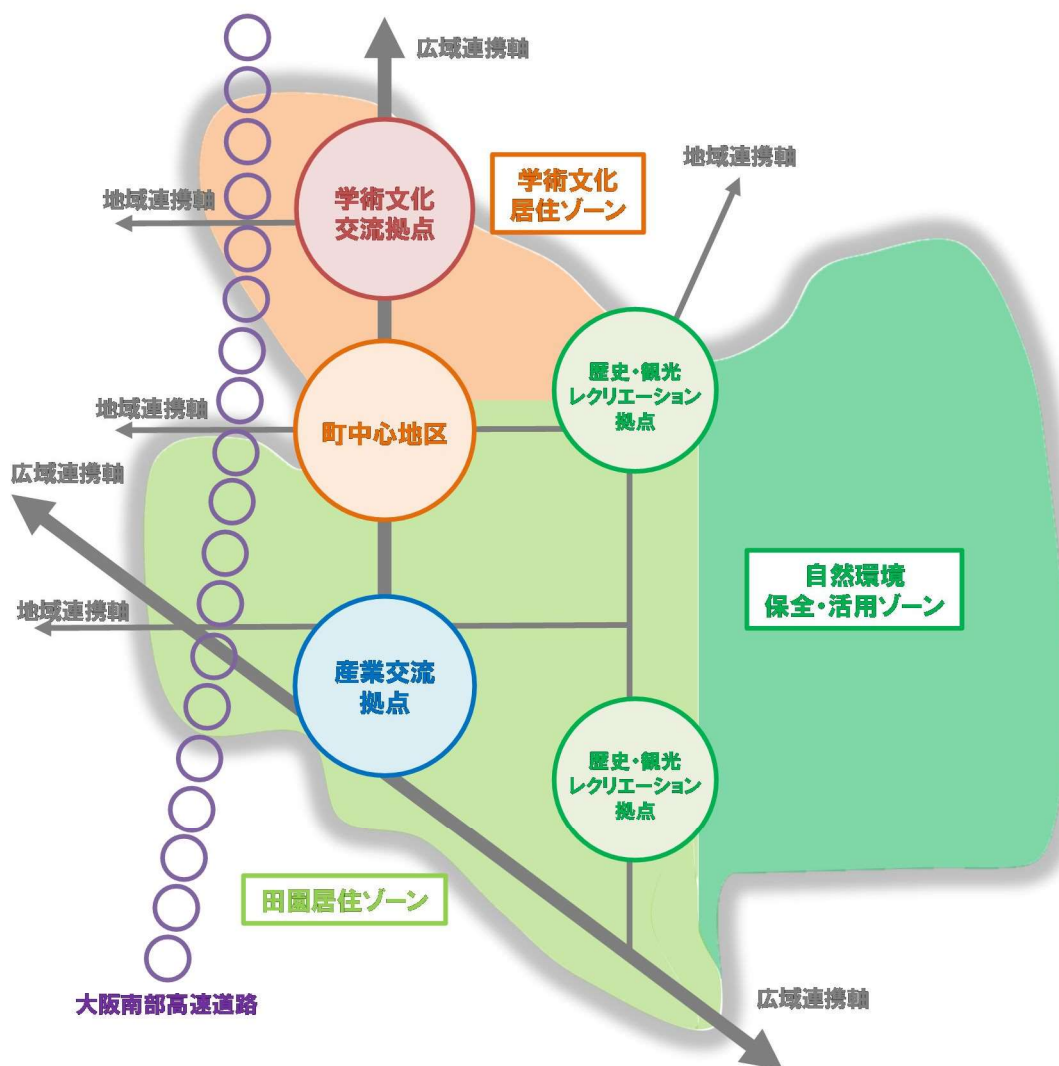 広域連携軸
学術文化
居住ゾーン
地域連携軸
地域連携軸
学術文化
交流拠点
歴史・観光
レクリエーション
拠点
地域連携軸
町中心地区
広域連携軸
自然環境
保全・活用ゾーン
地域連携軸
産業交流
拠点
歴史・観光
レクリエーション
拠点
田園居住ゾーン
大阪南部高速道路
広域連携軸